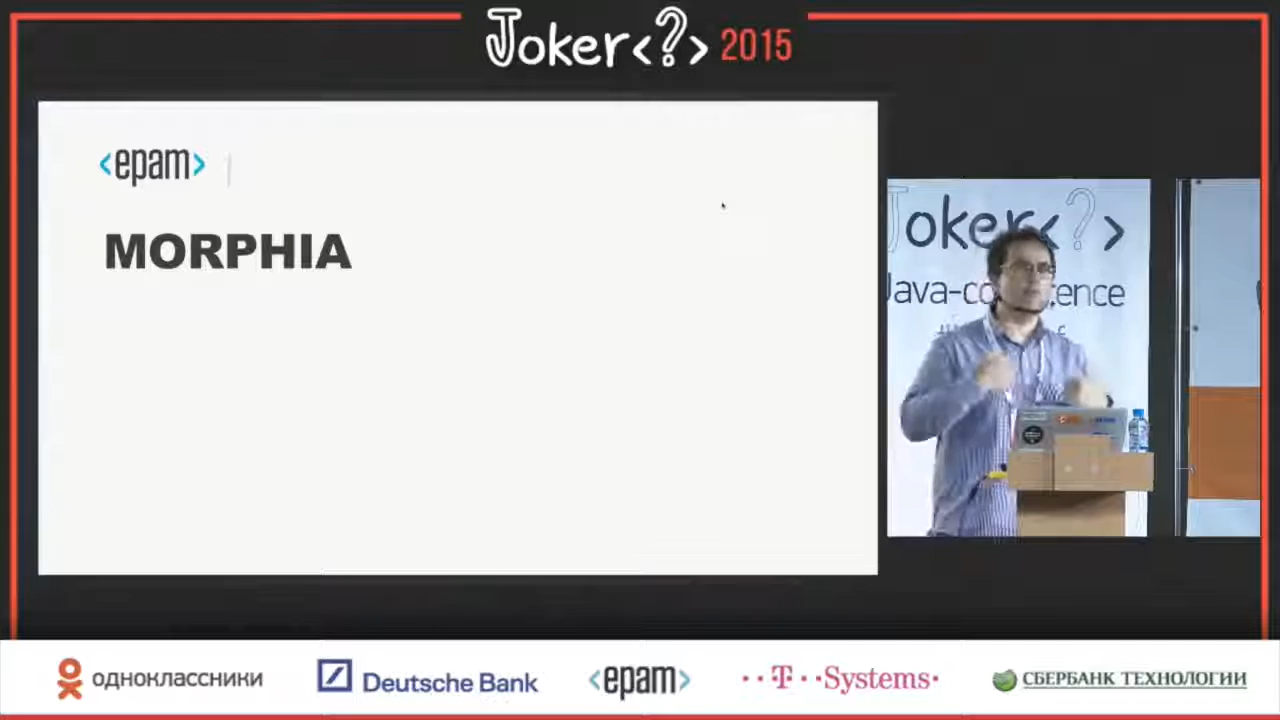 Joker<?> 2015
<epam>
MORPHIA
Joker<?>
Java-co ence
одноклассники
Deutsche Bank
<epam>
··T··Systems·
СБЕРБАНК ТЕХНОЛОГИИ